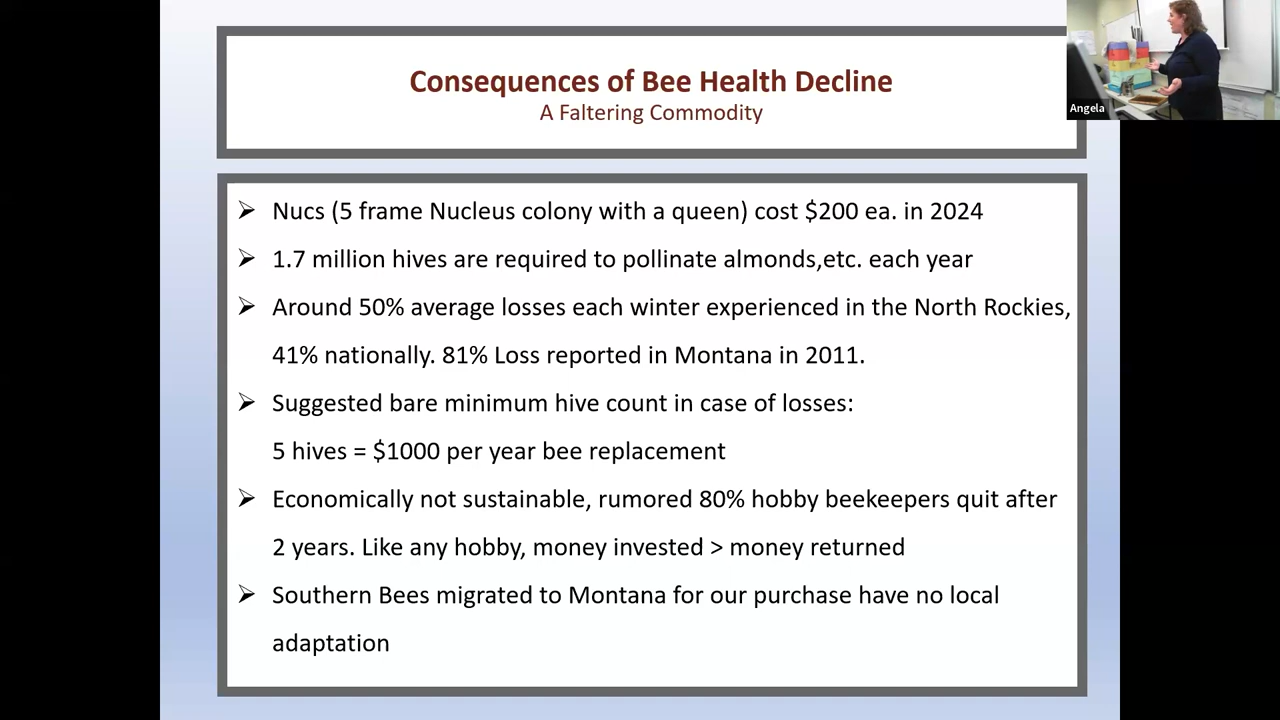 Consequences of Bee Health Decline
A Faltering Commodity
Angela
➢ Nucs (5 frame Nucleus colony with a queen) cost $200 ea. in 2024
➢ 1.7 million hives are required to pollinate almonds,etc. each year
➢ Around 50% average losses each winter experienced in the North Rockies,
41% nationally. 81% Loss reported in Montana in 2011.
➢ Suggested bare minimum hive count in case of losses:
5 hives = $1000 per year bee replacement
➢ Economically not sustainable, rumored 80% hobby beekeepers quit after
2 years. Like any hobby, money invested > money returned
➢ Southern Bees migrated to Montana for our purchase have no local
adaptation